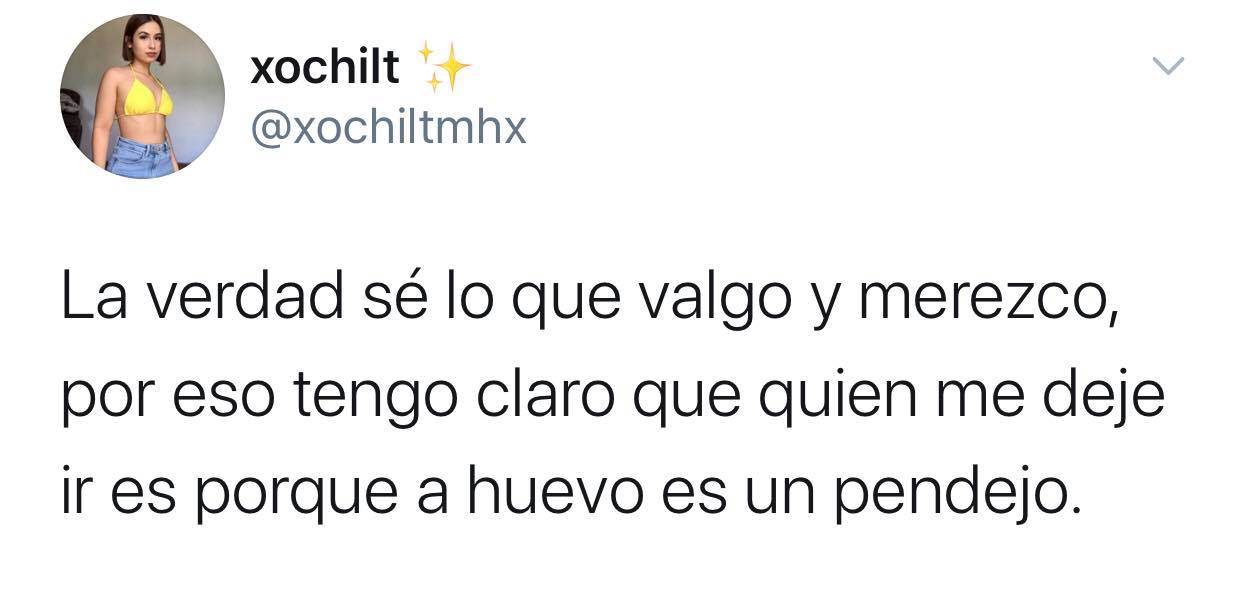 xochilt ✨
@xochiltmhx
La verdad sé lo que valgo y merezco,
por eso tengo claro que quien me deje
ir es porque a huevo es un pendejo.